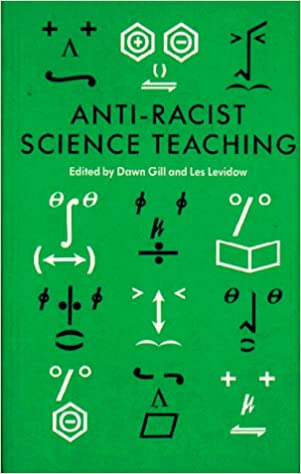 ANTI-RACIST
SCIENCE TEACHING
Edited by Dawn Gill and Les Levidow